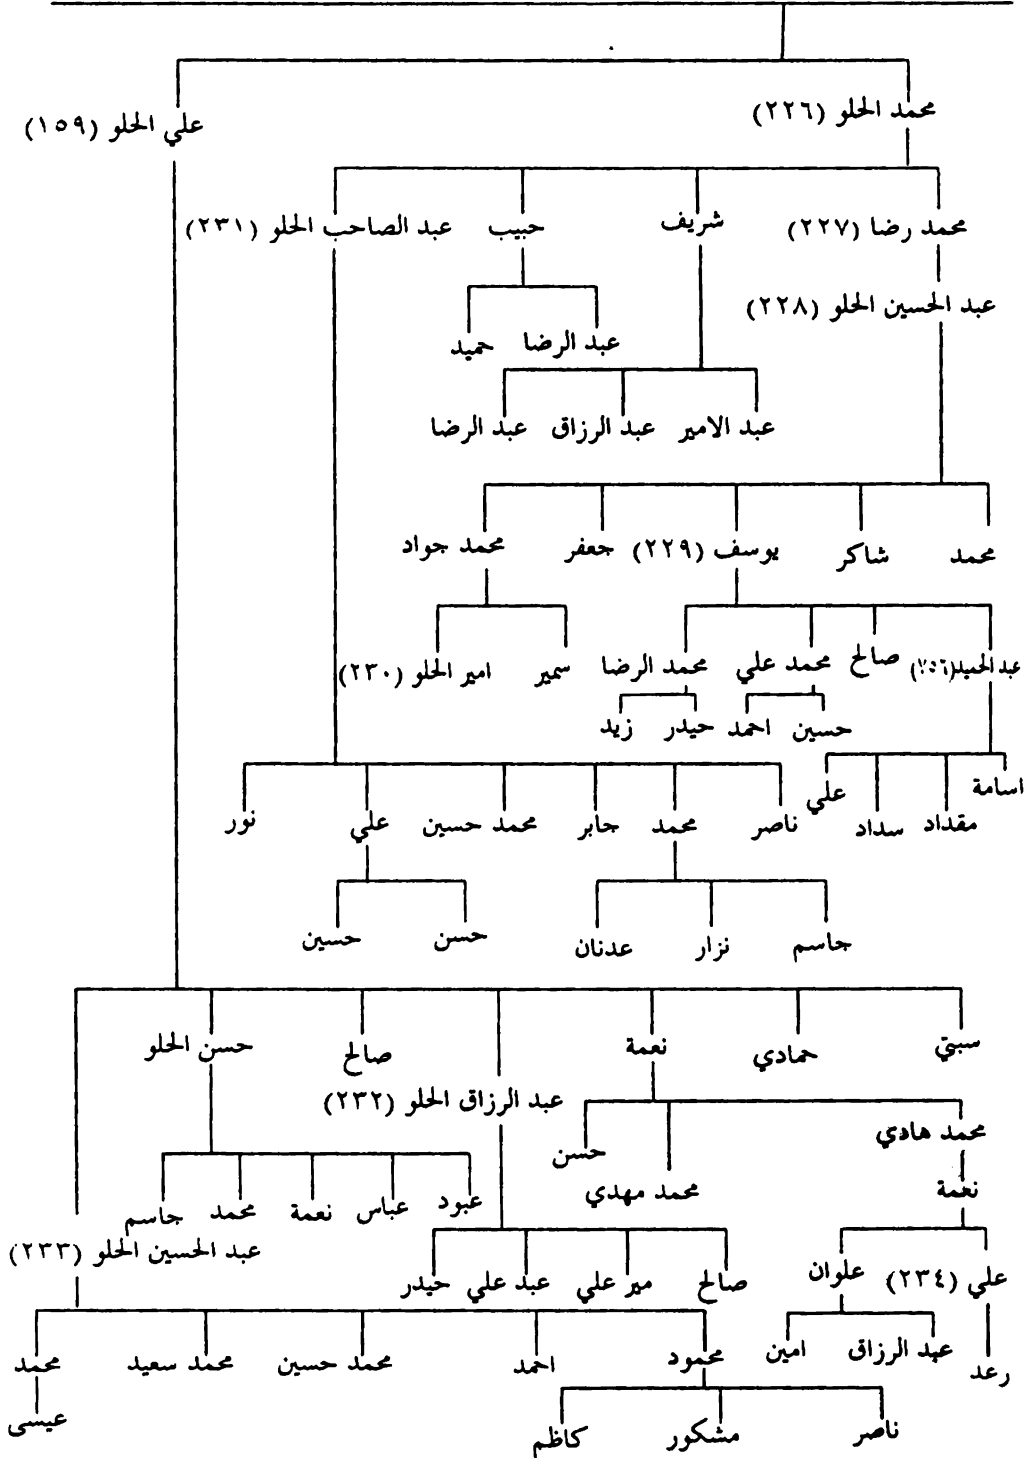 محمد الحلو (٢٢٦) علي الحلو (١٥٩)
محمد رضا (٢٢٧) شريف حبيب عبد الصاحب الحلو (٢٣١)
عبد الحسين الحلو (٢٢٨)
عبد الرضا حميد
عبد الامير عبد الرزاق عبد الرضا
محمد شاكر يوسف (٢٢٩) جعفر محمد جواد
عبد الحميد صالح محمد علي محمد الرضا سمير امير الحلو (٢٣٠)
حسين احمد حيدر زيد
اسامة مقداد سداد علي
ناصر محمد جابر محمد حسين علي نور
جاسم نزار عدنان حسن حسين
سبتي حمادي نعمة صالح حسن الحلو
عبد الرزاق الحلو (٢٣٢)
محمد هادي محمد مهدي حسن
نعمة
عبود عباس نعمة محمد جاسم
عبد الحسين الحلو (٢٣٣)
علي (٢٣٤) علوان صالح مير علي عبد علي حيدر
رعد عبد الرزاق امين
محمود احمد محمد حسين محمد سعيد محمد
ناصر مشكور كاظم عيسى